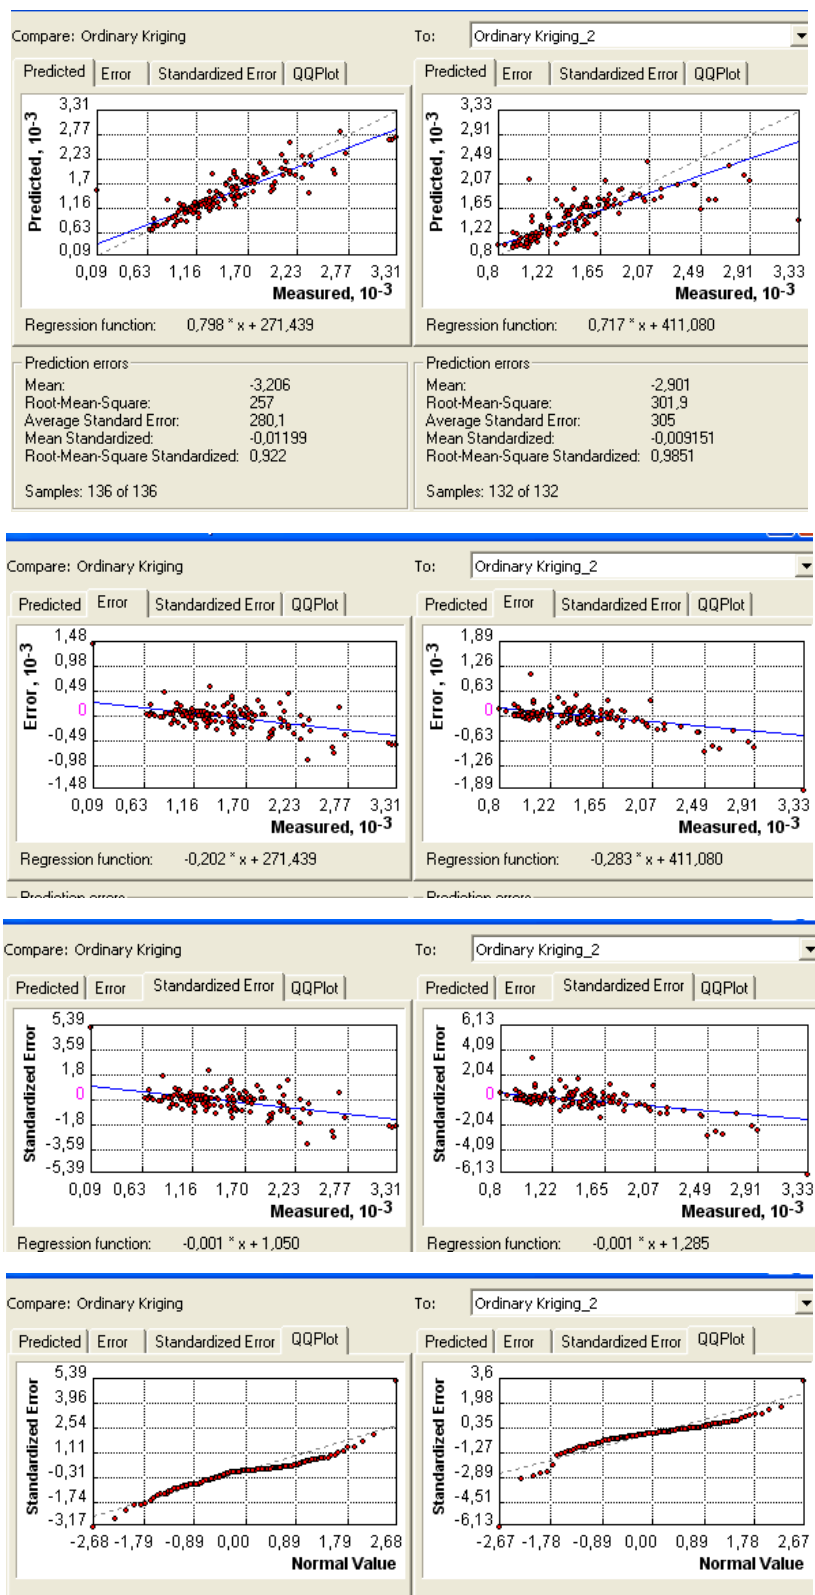 Compare: Ordinary Kriging To: Ordinary Kriging_2
Predicted Error Standardized Error QQPlot Predicted Error Standardized Error QQPlot
Predicted, 10-3
3,31
2,77
2,23
1,7
1,16
0,63
0,09
0,09 0,63 1,16 1,70 2,23 2,77 3,31
Measured, 10-3
Regression function: 0,798 * x + 271,439
Predicted, 10-3
3,33
2,91
2,49
2,07
1,65
1,22
0,8
0,8 1,22 1,65 2,07 2,49 2,91 3,33
Measured, 10-3
Regression function: 0,717 * x + 411,080
Prediction errors
Mean: -3,206
Root-Mean-Square: 257
Average Standard Error: 280,1
Mean Standardized: -0,01199
Root-Mean-Square Standardized: 0,922
Samples: 136 of 136
Prediction errors
Mean: -2,901
Root-Mean-Square: 301,9
Average Standard Error: 305
Mean Standardized: -0,009151
Root-Mean-Square Standardized: 0,9851
Samples: 132 of 132
Compare: Ordinary Kriging To: Ordinary Kriging_2
Predicted Error Standardized Error QQPlot Predicted Error Standardized Error QQPlot
Error, 10-3
1,48
0,98
0,49
0
-0,49
-0,98
-1,48
0,09 0,63 1,16 1,70 2,23 2,77 3,31
Measured, 10-3
Regression function: -0,202 * x + 271,439
Error, 10-3
1,89
1,26
0,63
0
-0,63
-1,26
-1,89
0,8 1,22 1,65 2,07 2,49 2,91 3,33
Measured, 10-3
Regression function: -0,283 * x + 411,080
Prediction errors Prediction errors
Compare: Ordinary Kriging To: Ordinary Kriging_2
Predicted Error Standardized Error QQPlot Predicted Error Standardized Error QQPlot
Standardized Error
5,39
3,59
1,8
0
-1,8
-3,59
-5,39
0,09 0,63 1,16 1,70 2,23 2,77 3,31
Measured, 10-3
Regression function: -0,001 * x + 1,050
Standardized Error
6,13
4,09
2,04
0
-2,04
-4,09
-6,13
0,8 1,22 1,65 2,07 2,49 2,91 3,33
Measured, 10-3
Regression function: -0,001 * x + 1,285
Compare: Ordinary Kriging To: Ordinary Kriging_2
Predicted Error Standardized Error QQPlot Predicted Error Standardized Error QQPlot
Standardized Error
5,39
3,96
2,54
1,11
-0,31
-1,74
-3,17
-2,68 -1,79 -0,89 0,00 0,89 1,79 2,68
Normal Value
Standardized Error
3,6
1,98
0,35
-1,27
-2,89
-4,51
-6,13
-2,67 -1,78 -0,89 0,00 0,89 1,78 2,67
Normal Value